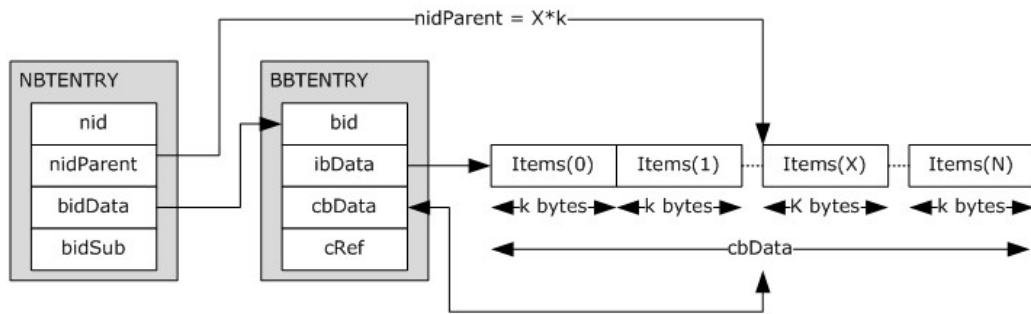 nidParent = X*k
NBTENTRY
nid
nidParent
bidData
bidSub
BBTENTRY
bid
ibData
cbData
cRef
Items(0) Items(1) Items(X) Items(N)
k bytes k bytes K bytes k bytes
cbData